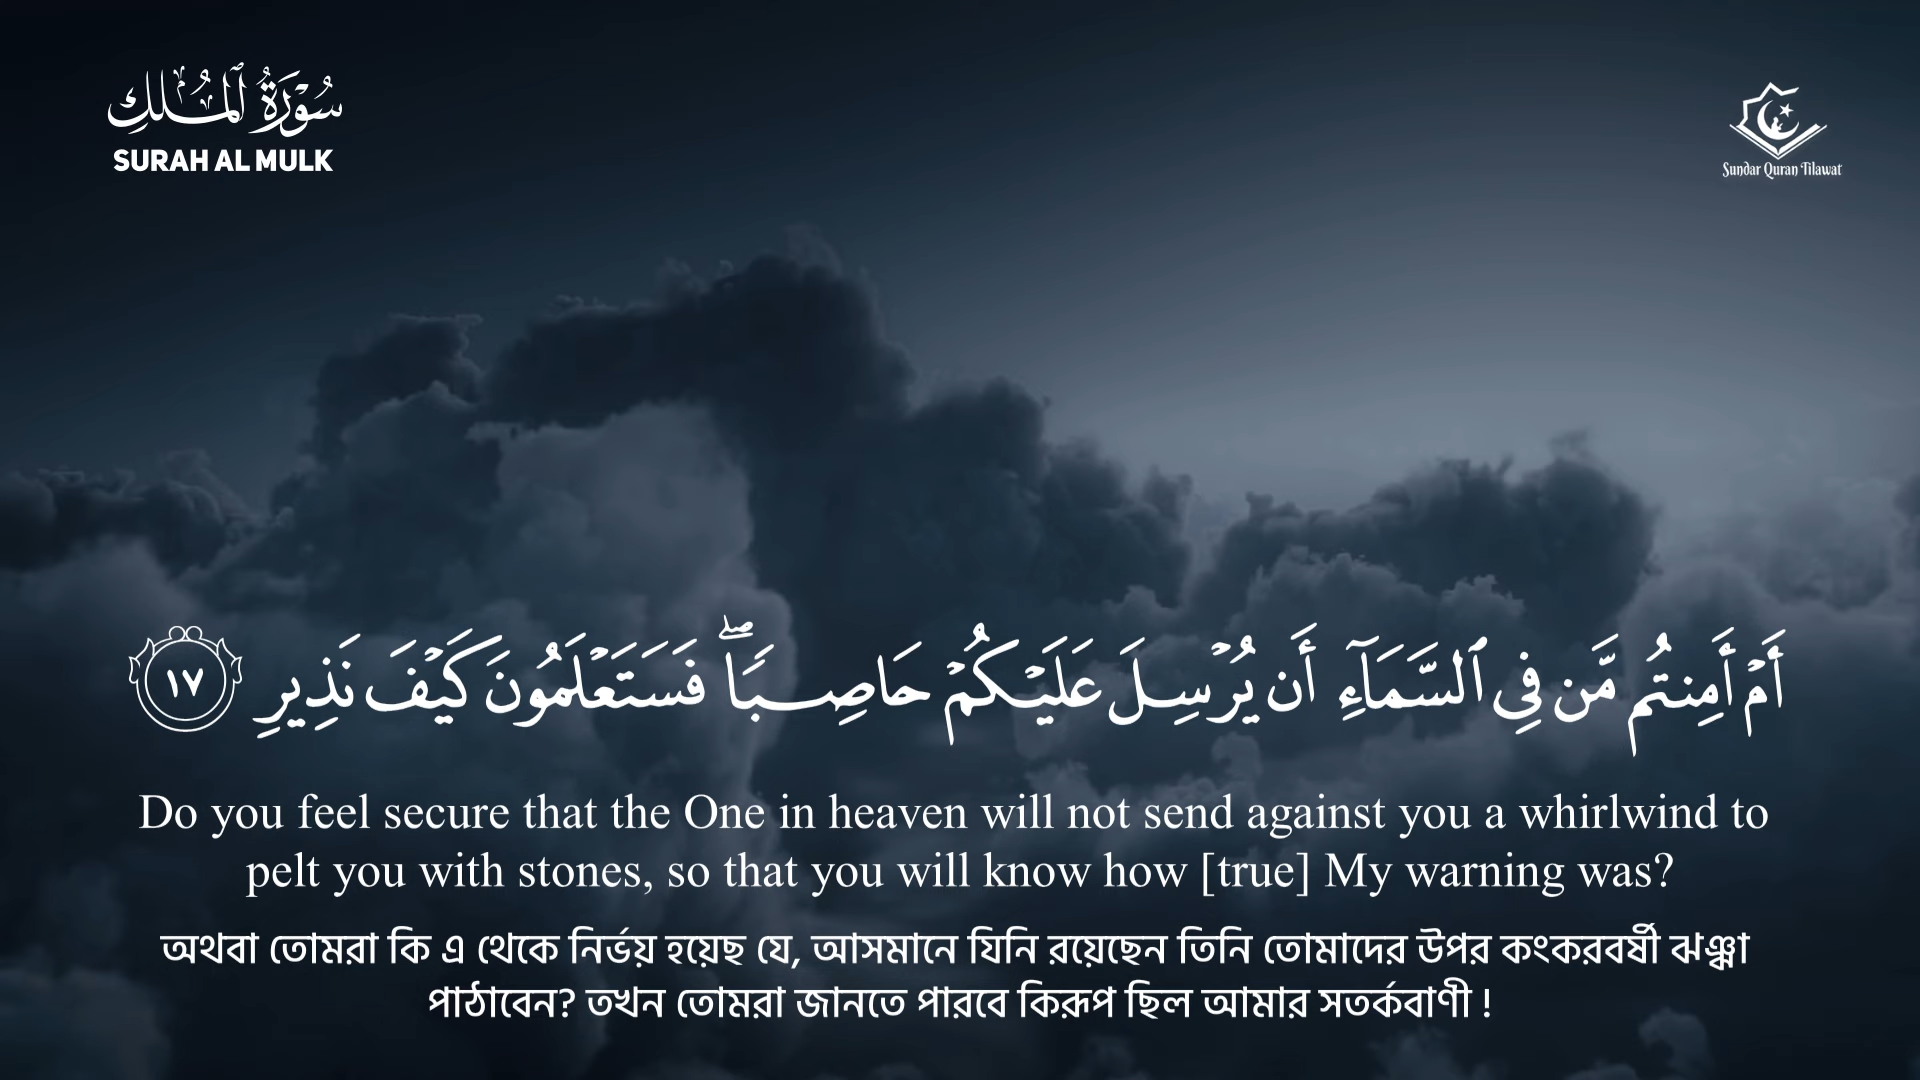 سُورَةُ ٱلْمُلْكِ
SURAH AL MULK
Sundar Quran Tilawat
أَمْ أَمِنتُم مَّن فِى ٱلسَّمَآءِ أَن يُرْسِلَ عَلَيْكُمْ حَاصِبًا ۖ فَسَتَعْلَمُونَ كَيْفَ نَذِيرِ ١٧
Do you feel secure that the One in heaven will not send against you a whirlwind to
pelt you with stones, so that you will know how [true] My warning was?
অথবা তোমরা কি এ থেকে নির্ভয় হয়েছ যে, আসমানে যিনি রয়েছেন তিনি তোমাদের উপর কংকরবর্ষী ঝঞ্ঝা
পাঠাবেন? তখন তোমরা জানতে পারবে কিরূপ ছিল আমার সতর্কবাণী !